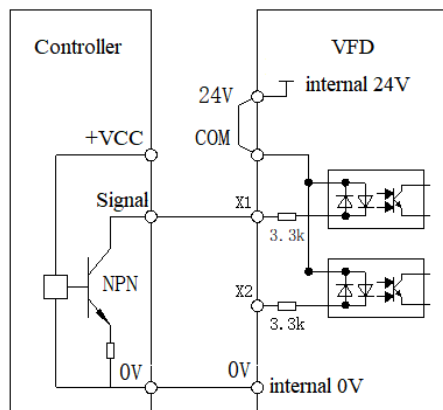 Controller
VFD
24V
internal 24V
+VCC
COM
Signal
X1
3.3k
NPN
X2
3.3k
0V
0V
internal 0V